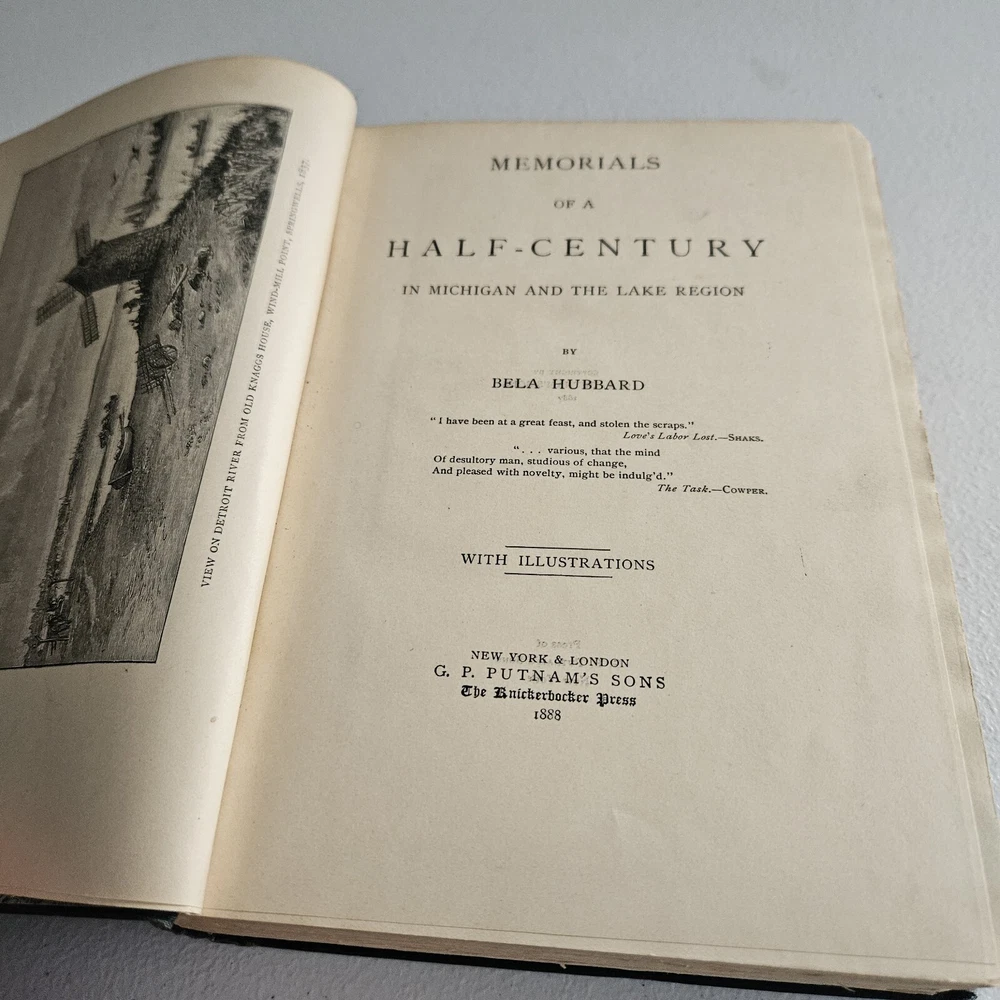 VIEW ON DETROIT RIVER FROM OLD KNAGGS HOUSE, WIND-MILL POINT, SPRINGWELLS, 1837.
MEMORIALS
OF A
HALF-CENTURY
IN MICHIGAN AND THE LAKE REGION
BY
BELA HUBBARD
"I have been at a great feast, and stolen the scraps."
Love's Labor Lost.—SHAKS.
". . . various, that the mind
Of desultory man, studious of change,
And pleased with novelty, might be indulg'd."
The Task.—COWPER.
WITH ILLUSTRATIONS
NEW YORK & LONDON
G. P. PUTNAM'S SONS
The Knickerbocker Press
1888